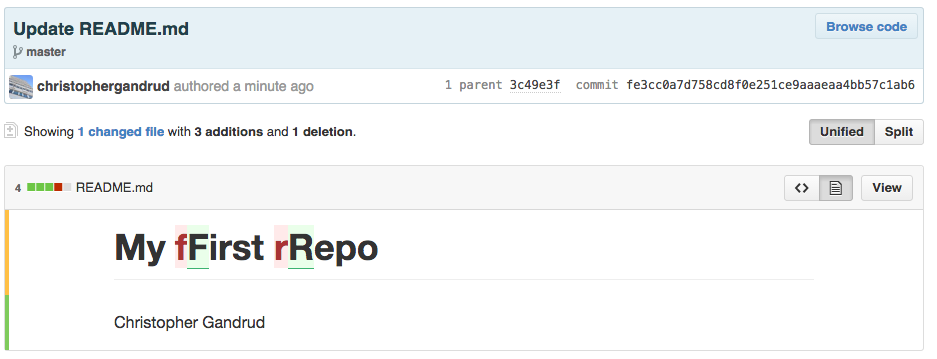 Update README.md
Browse code
master
christophergandrud authored a minute ago
1 parent 3c49e3f commit fe3cc0a7d758cd8f0e251ce9aaaeaa4bb57c1ab6
Showing 1 changed file with 3 additions and 1 deletion.
Unified Split
4 README.md
<> View
My fFirst rRepo
Christopher Gandrud